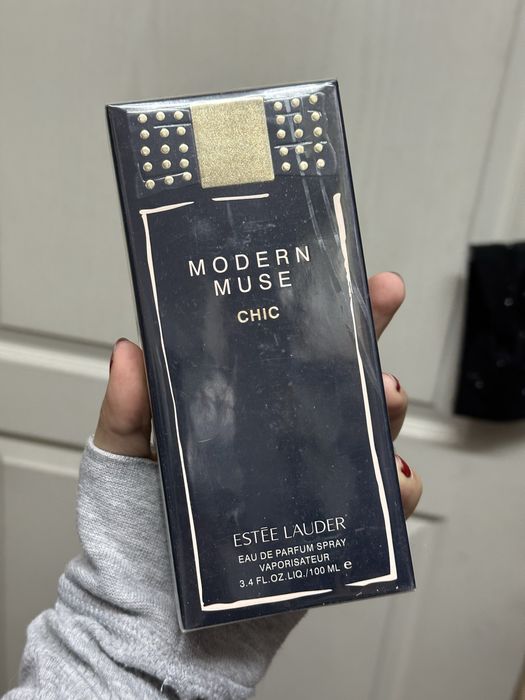 MODERN
MUSE
CHIC
ESTĒE LAUDER
EAU DE PARFUM SPRAY
VAPORISATEUR
3.4 FL.OZ.LIQ./100 ML ℮